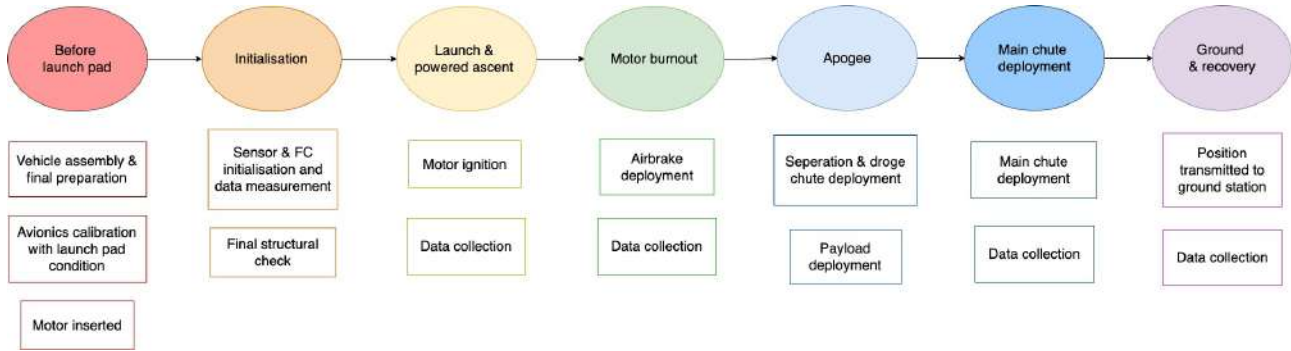 Before
launch pad
Initialisation
Launch &
powered ascent
Motor burnout
Apogee
Main chute
deployment
Ground
& recovery
Vehicle assembly &
final preparation
Avionics calibration
with launch pad
condition
Motor inserted
Sensor & FC
initialisation and
data measurement
Final structural
check
Motor ignition
Data collection
Airbrake
deployment
Data collection
Seperation & droge
chute deployment
Payload
deployment
Main chute
deployment
Data collection
Position
transmitted to
ground station
Data collection